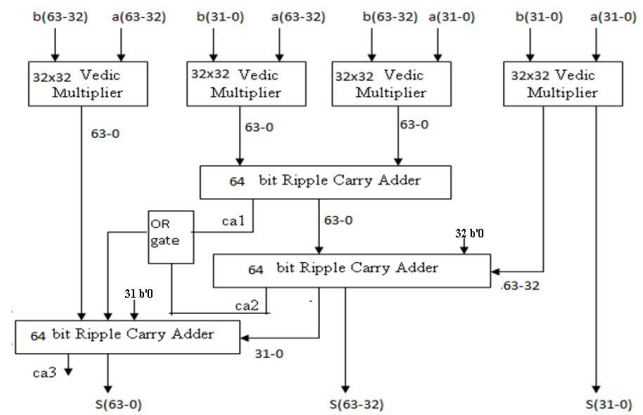 b(63-32) a(63-32) b(31-0) a(63-32) b(63-32) a(31-0) b(31-0) a(31-0)
32x32 Vedic Multiplier
32x32 Vedic Multiplier
32x32 Vedic Multiplier
32x32 Vedic Multiplier
63-0
63-0
63-0
64 bit Ripple Carry Adder
OR gate
ca1
63-0
32 b'0
64 bit Ripple Carry Adder
63-32
31 b'0
ca2
64 bit Ripple Carry Adder
31-0
ca3
S(63-0) S(63-32) S(31-0)